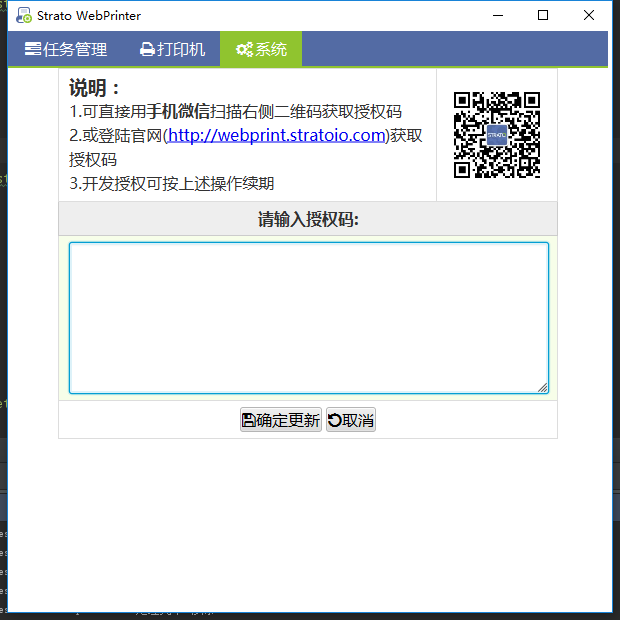 Strato WebPrinter
任务管理 打印机 系统
说明：
1.可直接用手机微信扫描右侧二维码获取授权码
2.或登陆官网(http://webprint.stratoio.com)获取
授权码
3.开发授权可按上述操作续期
STRATO
请输入授权码:
确定更新 取消